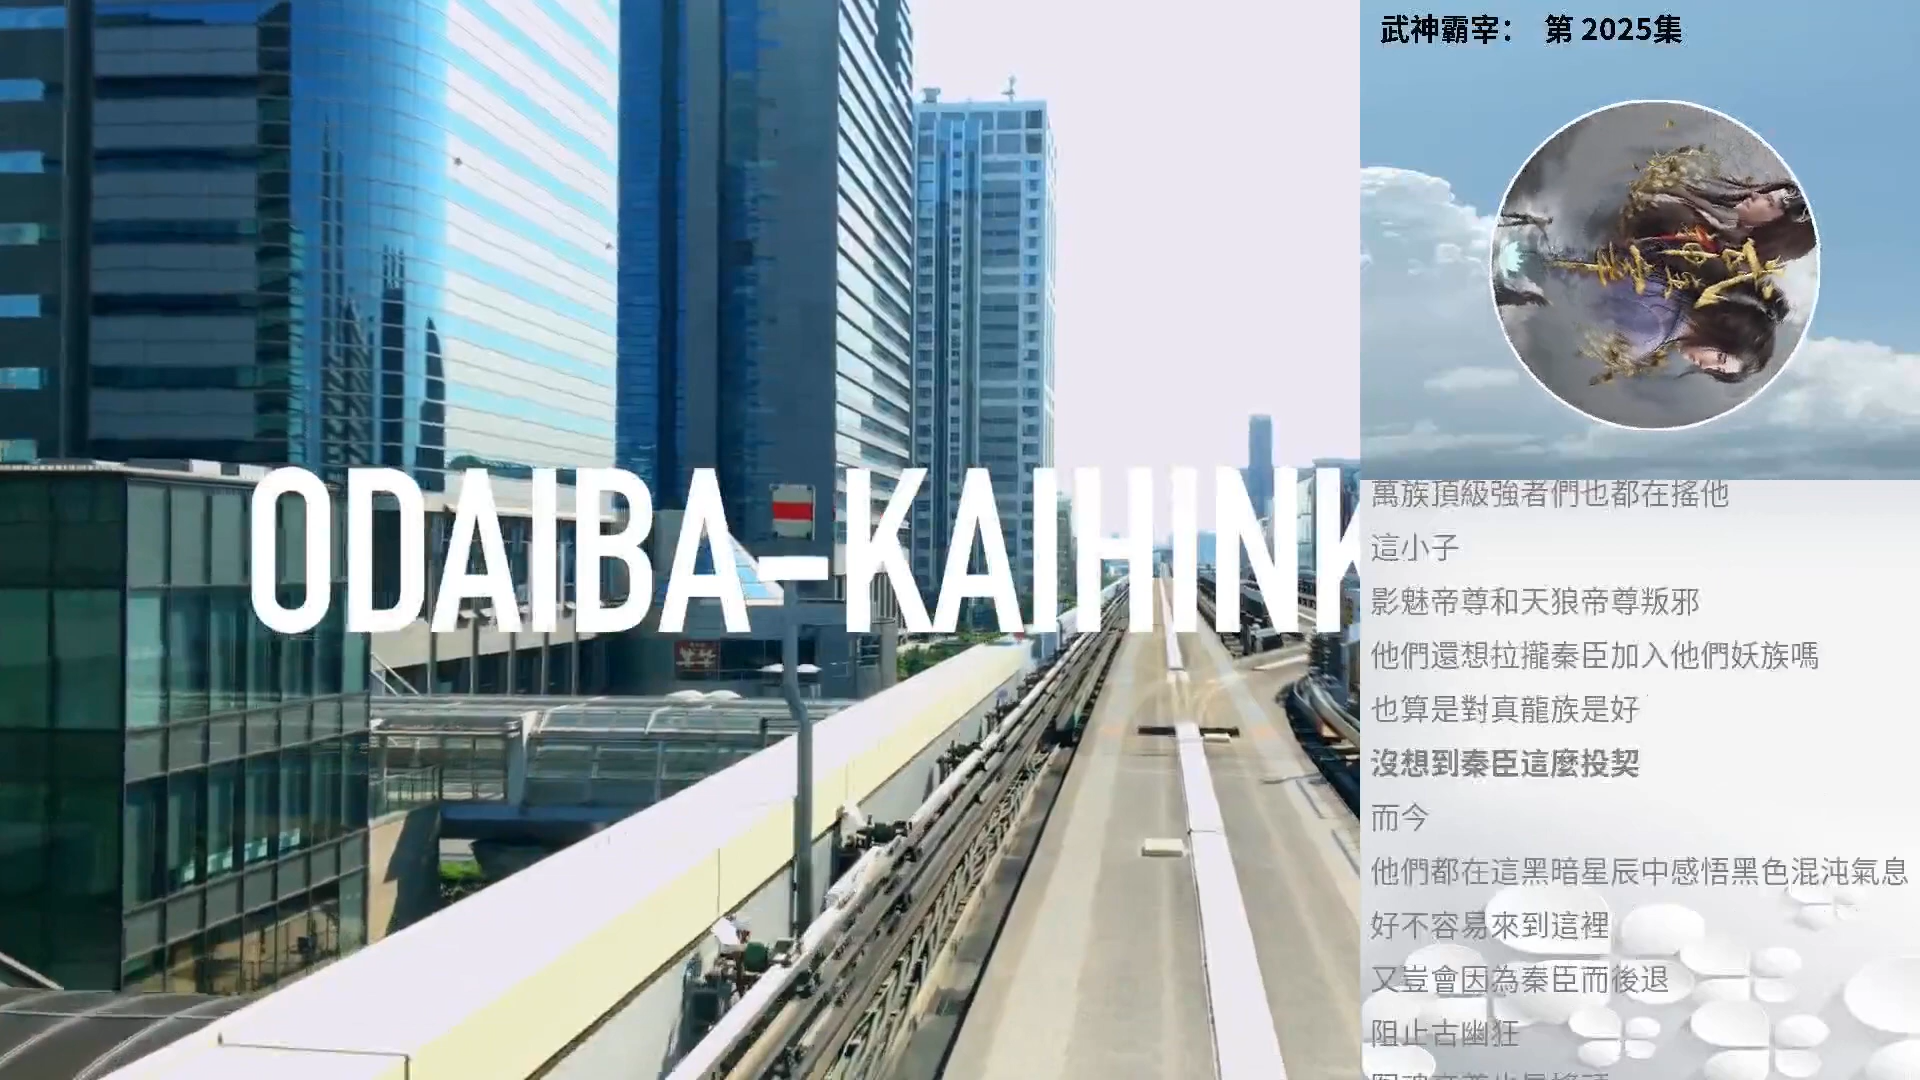 ODAIBA-KAIHINK
武神霸宰： 第 2025集
萬族頂級強者們也都在搖他
這小子
影魅帝尊和天狼帝尊叛邪
他們還想拉攏秦臣加入他們妖族嗎
也算是對真龍族是好
沒想到秦臣這麼投契
而今
他們都在這黑暗星辰中感悟黑色混沌氣息
好不容易來到這裡
又豈會因為秦臣而後退
阻止古幽狂